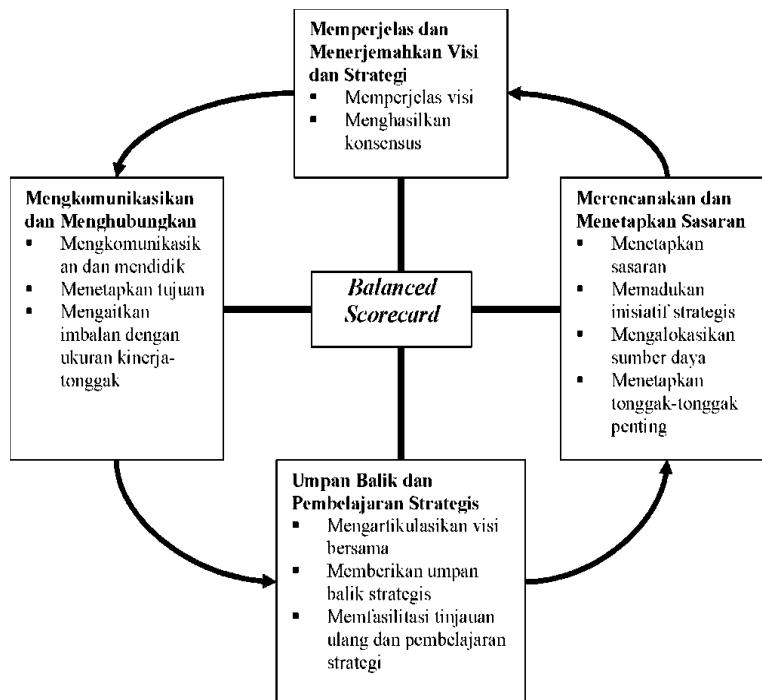 Memperjelas dan
Menerjemahkan Visi
dan Strategi
▪ Memperjelas visi
▪ Menghasilkan
konsensus
Mengkomunikasikan
dan Menghubungkan
▪ Mengkomunikasik
an dan mendidik
▪ Menetapkan tujuan
▪ Mengaitkan
imbalan dengan
ukuran kinerja-
tonggak
Balanced
Scorecard
Merencanakan dan
Menetapkan Sasaran
▪ Menetapkan
sasaran
▪ Memadukan
inisiatif strategis
▪ Mengalokasikan
sumber daya
▪ Menetapkan
tonggak-tonggak
penting
Umpan Balik dan
Pembelajaran Strategis
▪ Mengartikulasikan visi
bersama
▪ Memberikan umpan
balik strategis
▪ Memfasilitasi tinjauan
ulang dan pembelajaran
strategi